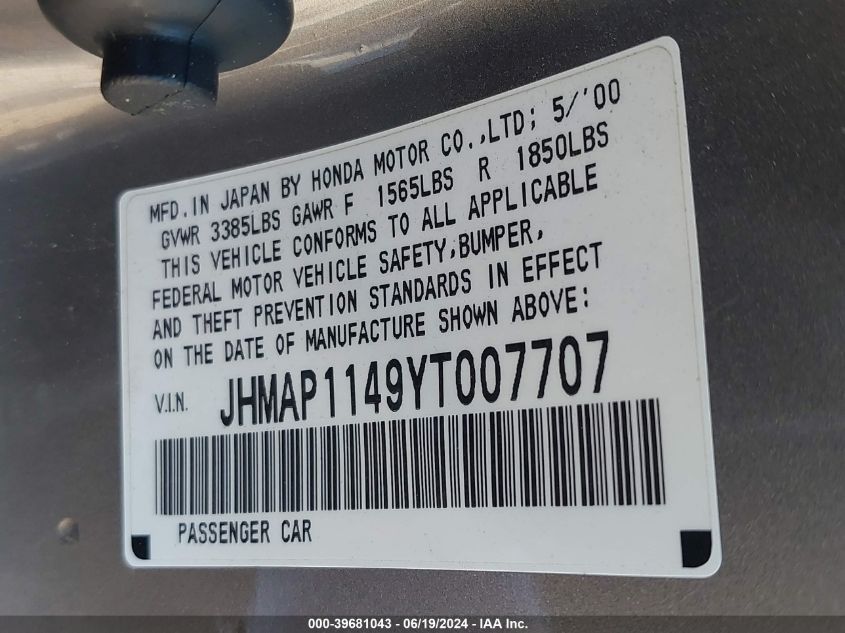 MFD.IN JAPAN BY HONDA MOTOR CO.,LTD; 5/'00
GVWR 3385LBS GAWR F 1565LBS R 1850LBS
THIS VEHICLE CONFORMS TO ALL APPLICABLE
FEDERAL MOTOR VEHICLE SAFETY,BUMPER,
AND THEFT PREVENTION STANDARDS IN EFFECT
ON THE DATE OF MANUFACTURE SHOWN ABOVE:
V.I.N. JHMAP1149YT007707
PASSENGER CAR
000-39681043 - 06/19/2024 - IAA Inc.